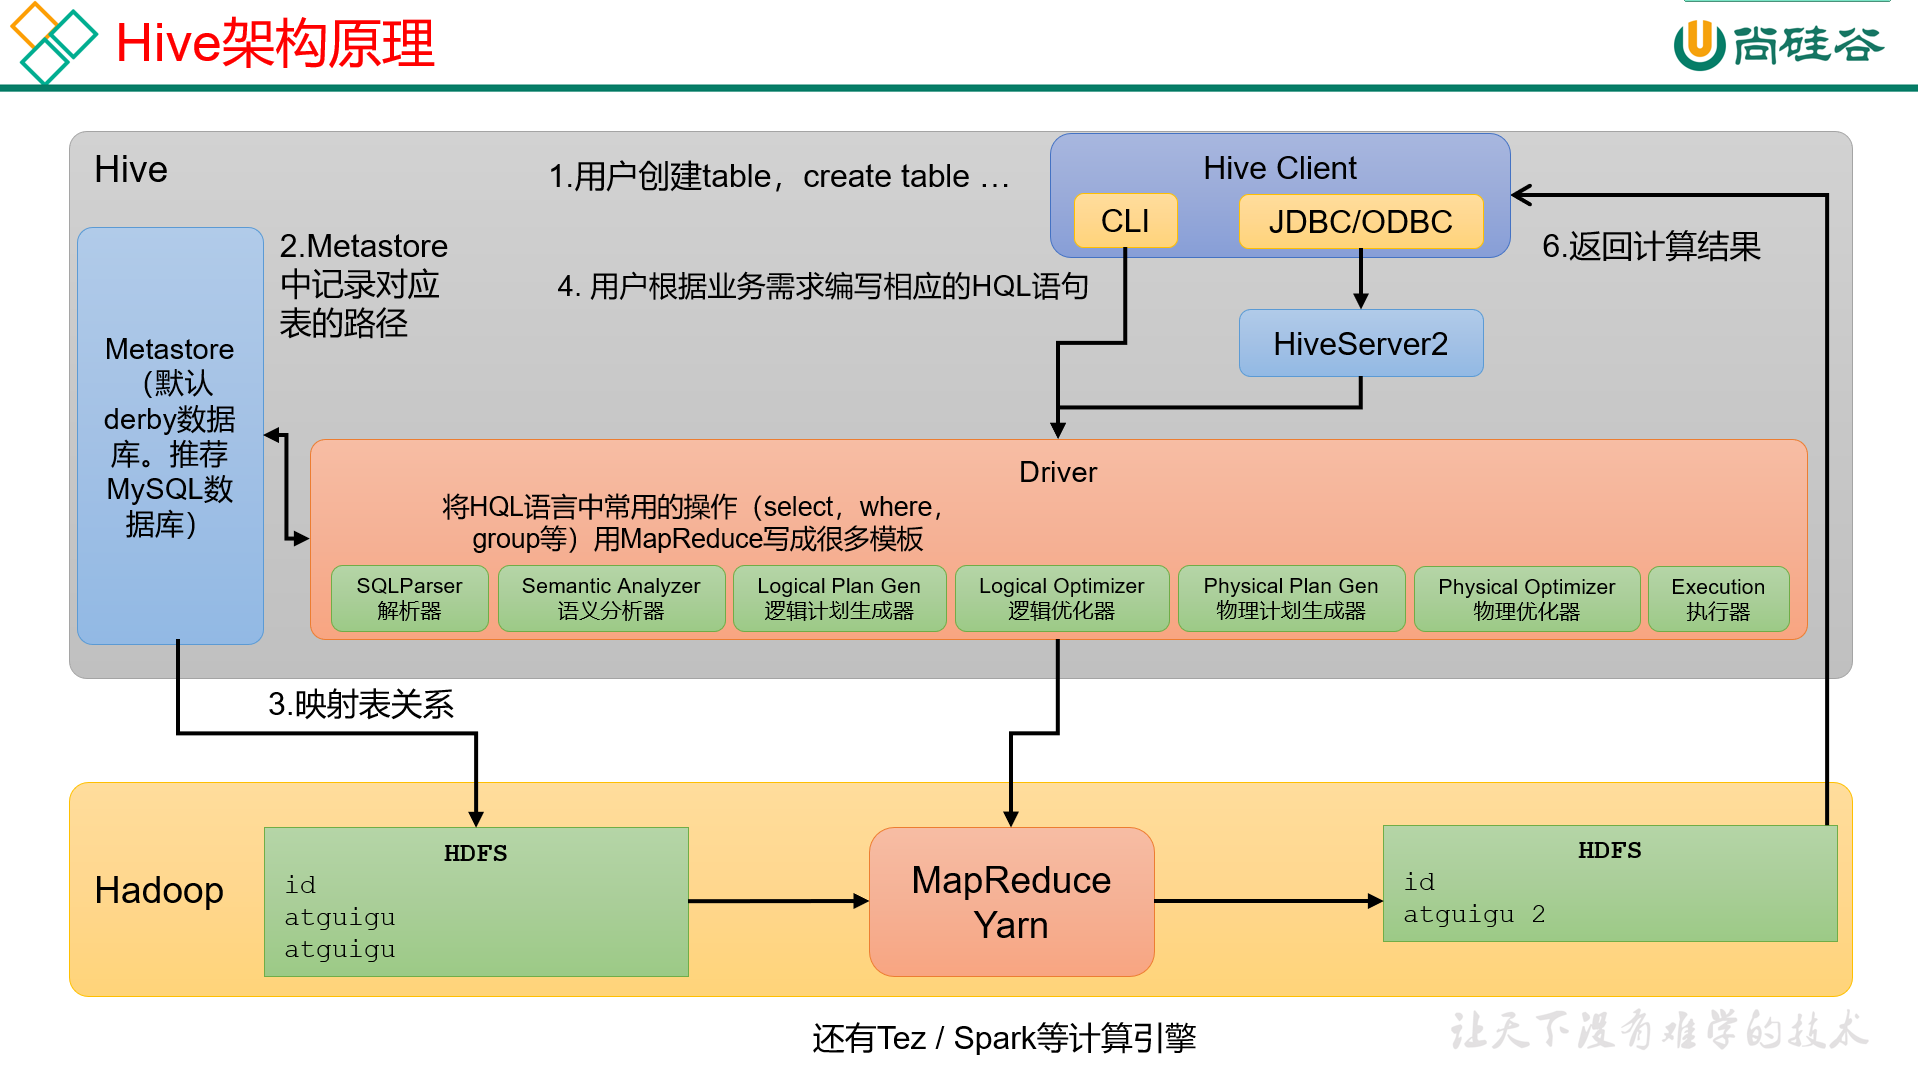 Hive架构原理
尚硅谷
Hive
1.用户创建table，create table …
Hive Client
CLI
JDBC/ODBC
2.Metastore
中记录对应
表的路径
6.返回计算结果
4. 用户根据业务需求编写相应的HQL语句
HiveServer2
Metastore
（默认
derby数据
库。推荐
MySQL数
据库）
Driver
将HQL语言中常用的操作（select，where，
group等）用MapReduce写成很多模板
SQLParser
解析器
Semantic Analyzer
语义分析器
Logical Plan Gen
逻辑计划生成器
Logical Optimizer
逻辑优化器
Physical Plan Gen
物理计划生成器
Physical Optimizer
物理优化器
Execution
执行器
3.映射表关系
Hadoop
HDFS
id
atguigu
atguigu
MapReduce
Yarn
HDFS
id
atguigu 2
还有Tez / Spark等计算引擎
让天下没有难学的技术